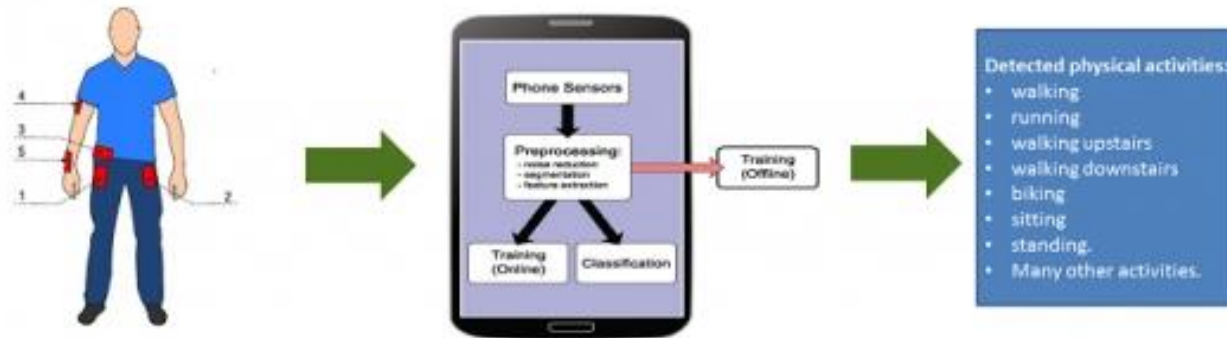 4
3
5
1
2
Phone Sensors
Preprocessing:
- noise reduction
- segmentation
- feature extraction
Training
(Online)
Classification
Training
(Offline)
Detected physical activities:
• walking
• running
• walking upstairs
• walking downstairs
• biking
• sitting
• standing.
• Many other activities.